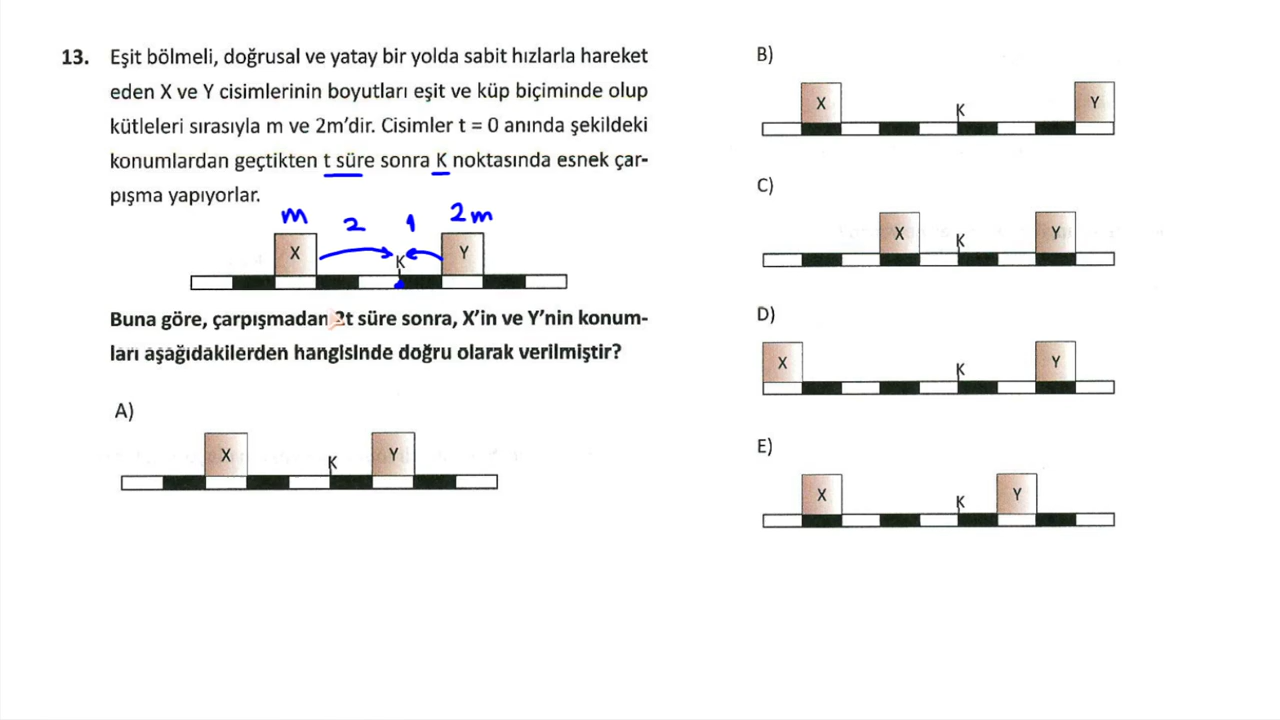 13. Eşit bölmeli, doğrusal ve yatay bir yolda sabit hızlarla hareket
eden X ve Y cisimlerinin boyutları eşit ve küp biçiminde olup
kütleleri sırasıyla m ve 2m'dir. Cisimler t = 0 anında şekildeki
konumlardan geçtikten t süre sonra K noktasında esnek çar-
pışma yapıyorlar.
m 2 1 2m
X K Y
Buna göre, çarpışmadan 2t süre sonra, X'in ve Y'nin konum-
ları aşağıdakilerden hangisinde doğru olarak verilmiştir?
A)
X K Y
B)
X K Y
C)
X K Y
D)
X K Y
E)
X K Y